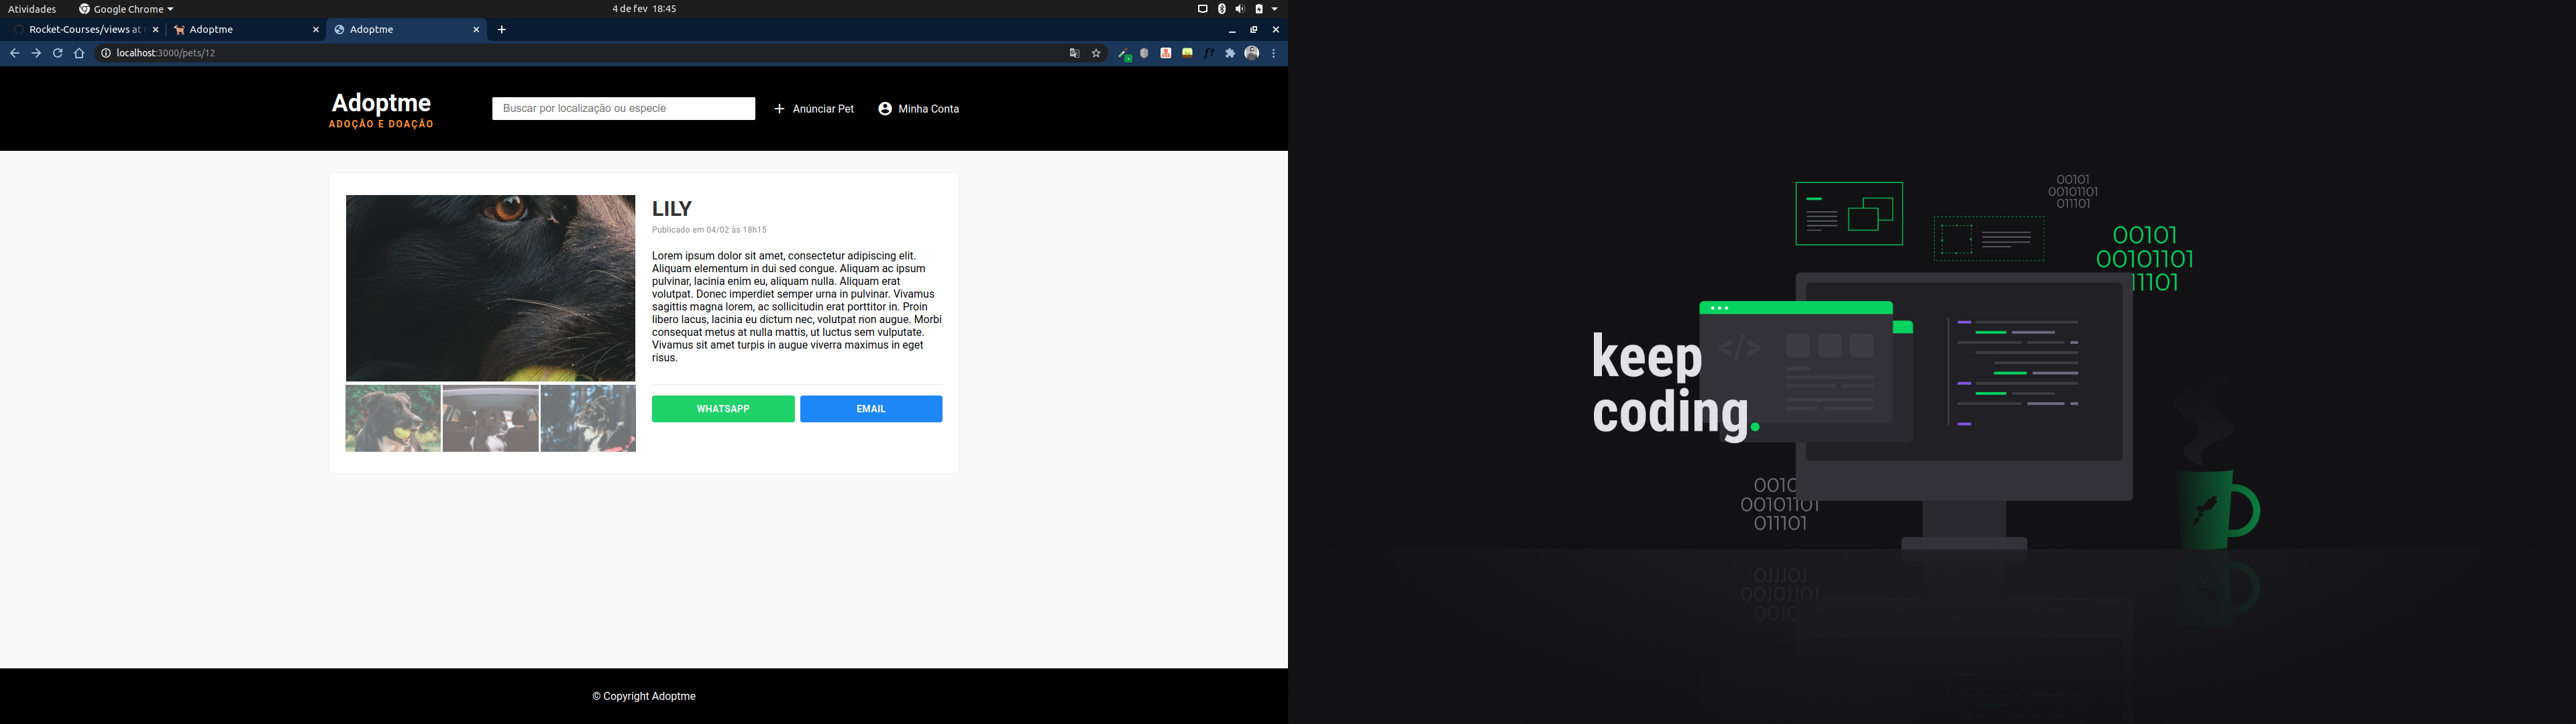 Atividades
Google Chrome
4 de fev 18:45
Rocket-Courses/views at
Adoptme
Adoptme
localhost:3000/pets/12
f?
Adoptme
ADOÇÃO E DOAÇÃO
Buscar por localização ou especie
Anúnciar Pet
Minha Conta
LILY
Publicado em 04/02 às 18h15
Lorem ipsum dolor sit amet, consectetur adipiscing elit.
Aliquam elementum in dui sed congue. Aliquam ac ipsum
pulvinar, lacinia enim eu, aliquam nulla. Aliquam erat
volutpat. Donec imperdiet semper urna in pulvinar. Vivamus
sagittis magna lorem, ac sollicitudin erat porttitor in. Proin
libero lacus, lacinia eu dictum nec, volutpat non augue. Morbi
consequat metus at nulla mattis, ut luctus sem vulputate.
Vivamus sit amet turpis in augue viverra maximus in eget
risus.
WHATSAPP
EMAIL
© Copyright Adoptme
00101
00101101
011101
00101
00101101
11101
</>
keep
coding.
0010
00101101
011101